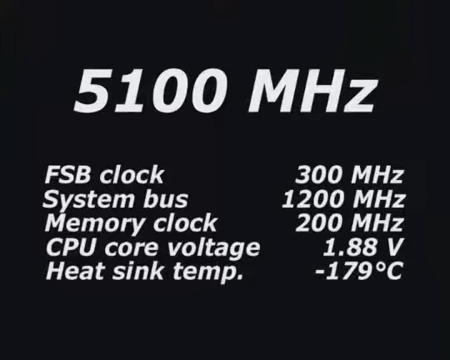 5100 MHz
FSB clock 300 MHz
System bus 1200 MHz
Memory clock 200 MHz
CPU core voltage 1.88 V
Heat sink temp. -179°C